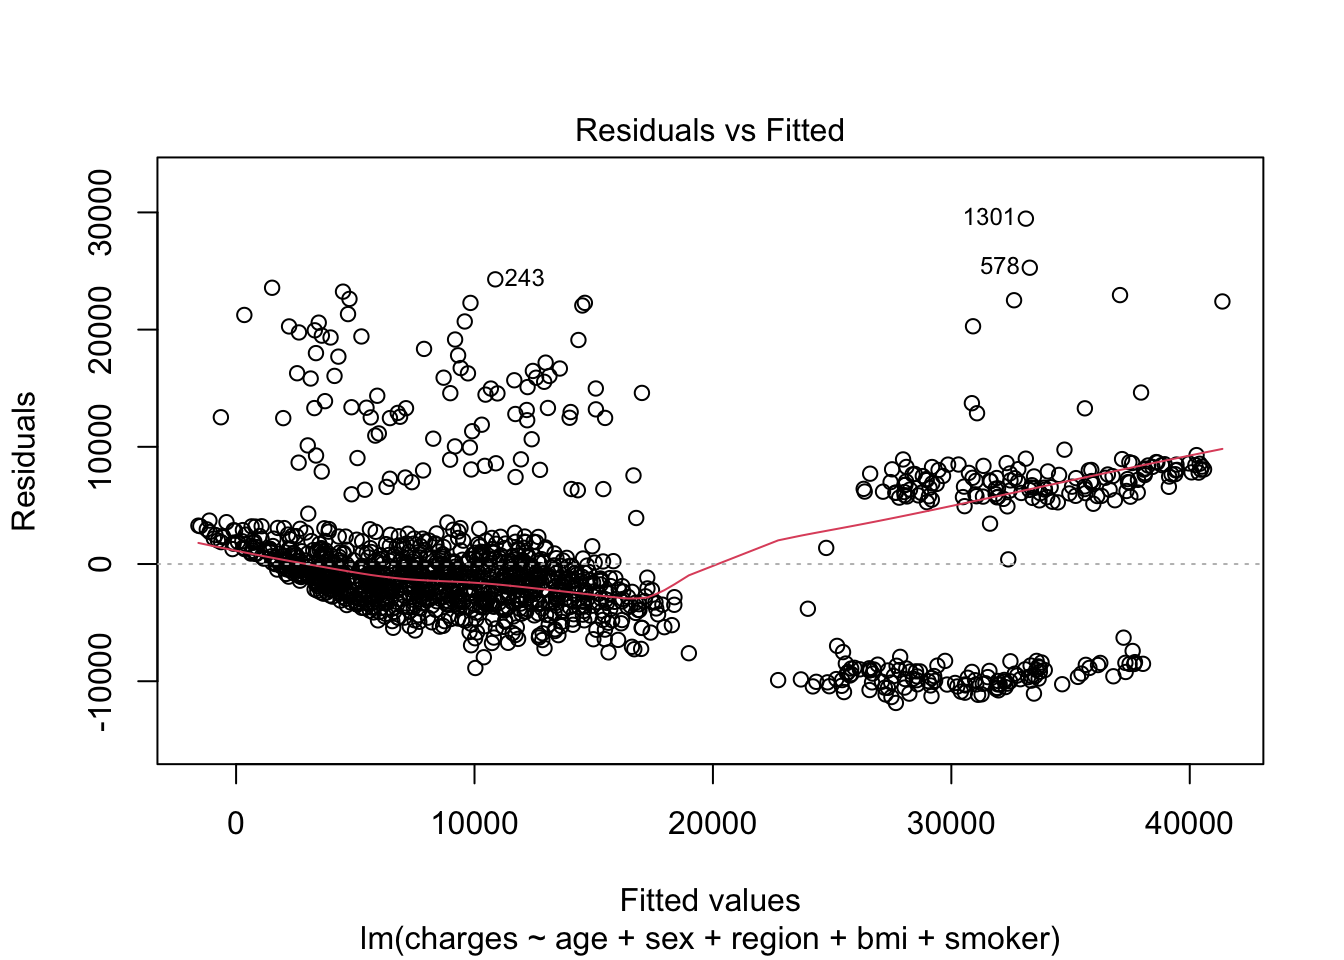 Residuals vs Fitted
Residuals
30000
20000
10000
0
-10000
1301
578
243
0 10000 20000 30000 40000
Fitted values
lm(charges ~ age + sex + region + bmi + smoker)